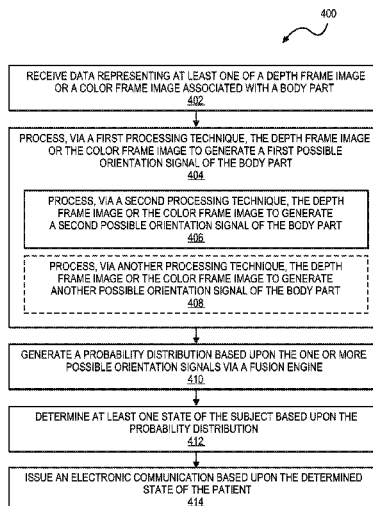 400
RECEIVE DATA REPRESENTING AT LEAST ONE OF A DEPTH FRAME IMAGE
OR A COLOR FRAME IMAGE ASSOCIATED WITH A BODY PART
402
PROCESS, VIA A FIRST PROCESSING TECHNIQUE, THE DEPTH FRAME IMAGE
OR THE COLOR FRAME IMAGE TO GENERATE A FIRST POSSIBLE
ORIENTATION SIGNAL OF THE BODY PART
404
PROCESS, VIA A SECOND PROCESSING TECHNIQUE, THE DEPTH
FRAME IMAGE OR THE COLOR FRAME IMAGE TO GENERATE
A SECOND POSSIBLE ORIENTATION SIGNAL OF THE BODY PART
406
PROCESS, VIA ANOTHER PROCESSING TECHNIQUE, THE DEPTH
FRAME IMAGE OR THE COLOR FRAME IMAGE TO GENERATE
ANOTHER POSSIBLE ORIENTATION SIGNAL OF THE BODY PART
408
GENERATE A PROBABILITY DISTRIBUTION BASED UPON THE ONE OR MORE
POSSIBLE ORIENTATION SIGNALS VIA A FUSION ENGINE
410
DETERMINE AT LEAST ONE STATE OF THE SUBJECT BASED UPON THE
PROBABILITY DISTRIBUTION
412
ISSUE AN ELECTRONIC COMMUNICATION BASED UPON THE DETERMINED
STATE OF THE PATIENT
414